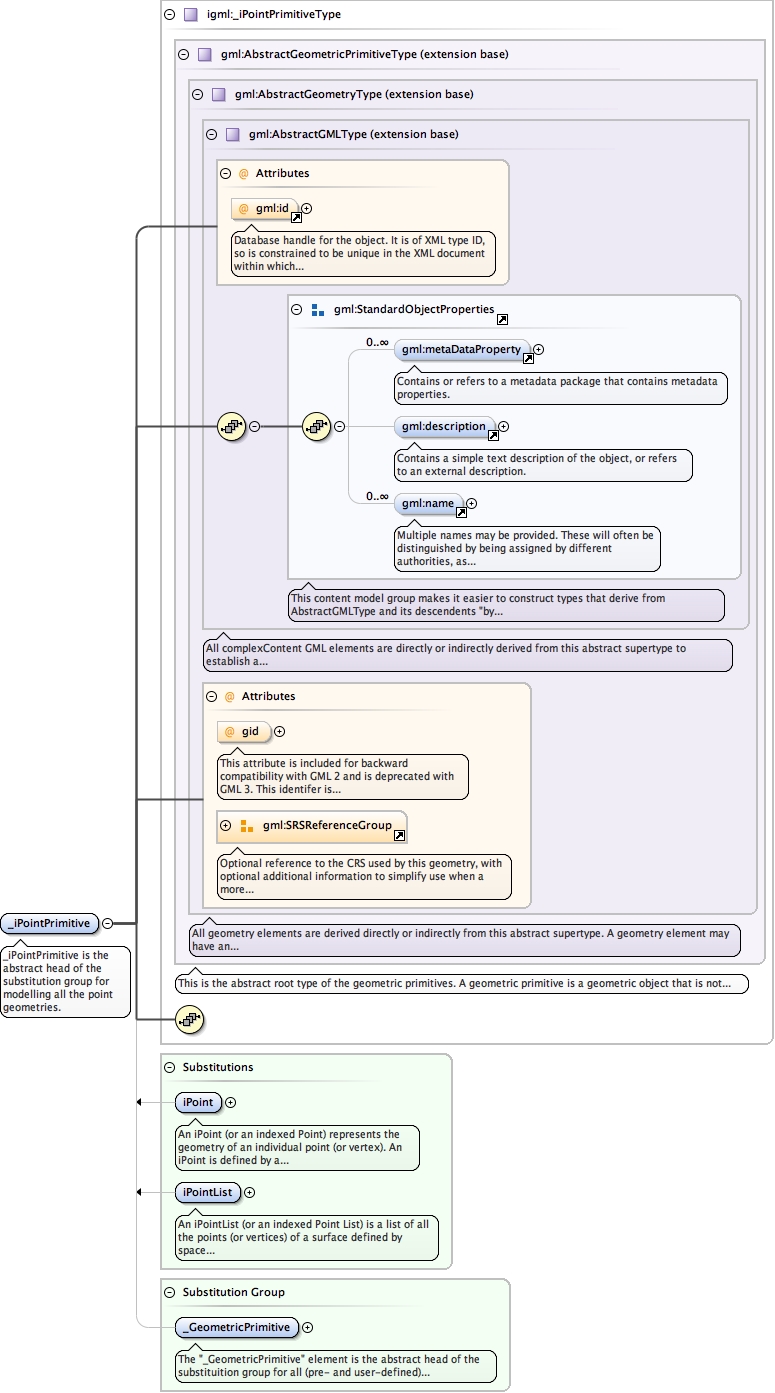 igml:_iPointPrimitiveType
gml:AbstractGeometricPrimitiveType (extension base)
gml:AbstractGeometryType (extension base)
gml:AbstractGMLType (extension base)
@ Attributes
@ gml:id
Database handle for the object. It is of XML type ID,
so is constrained to be unique in the XML document
within which...
gml:StandardObjectProperties
0..∞
gml:metaDataProperty
Contains or refers to a metadata package that contains metadata
properties.
gml:description
Contains a simple text description of the object, or refers
to an external description.
0..∞
gml:name
Multiple names may be provided. These will often be
distinguished by being assigned by different
authorities, as...
This content model group makes it easier to construct types that derive from
AbstractGMLType and its descendents "by...
All complexContent GML elements are directly or indirectly derived from this abstract supertype to
establish a...
@ Attributes
@ gid
This attribute is included for backward
compatibility with GML 2 and is deprecated with
GML 3. This identifer is...
gml:SRSReferenceGroup
Optional reference to the CRS used by this geometry, with
optional additional information to simplify use when a
more...
All geometry elements are derived directly or indirectly from this abstract supertype. A geometry element may
have an...
This is the abstract root type of the geometric primitives. A geometric primitive is a geometric object that is not...
_iPointPrimitive
_iPointPrimitive is the
abstract head of the
substitution group for
modelling all the point
geometries.
Substitutions
iPoint
An iPoint (or an indexed Point) represents the
geometry of an individual point (or vertex). An
iPoint is defined by a...
iPointList
An iPointList (or an indexed Point List) is a list of all
the points (or vertices) of a surface defined by
space...
Substitution Group
_GeometricPrimitive
The "_GeometricPrimitive" element is the abstract head of the
substituition group for all (pre- and user-defined)...